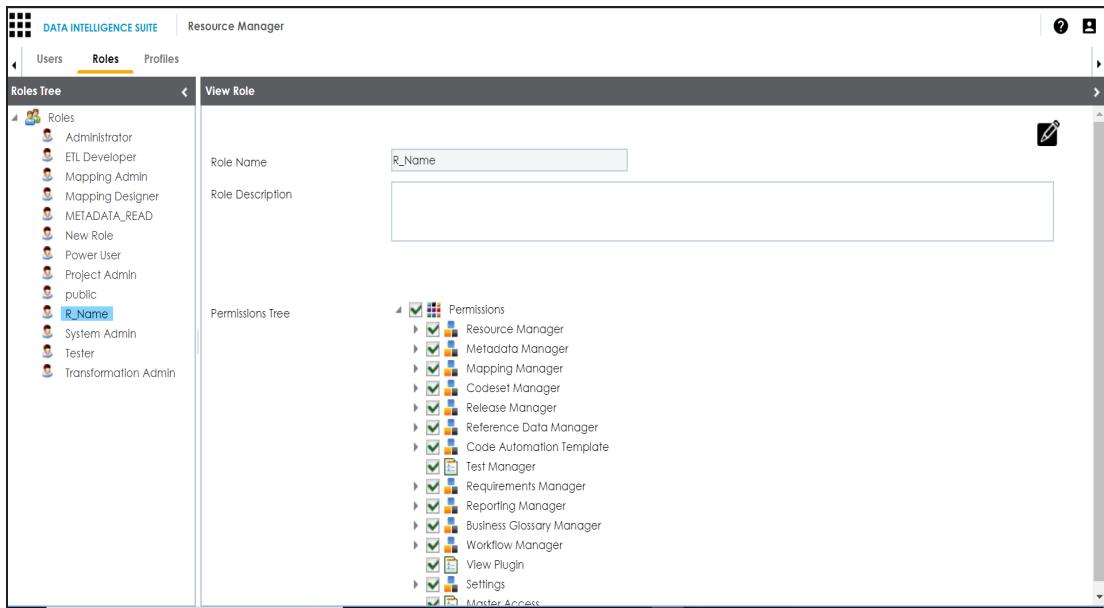 DATA INTELLIGENCE SUITE Resource Manager
Users Roles Profiles
Roles Tree
Roles
Administrator
ETL Developer
Mapping Admin
Mapping Designer
METADATA_READ
New Role
Power User
Project Admin
public
R_Name
System Admin
Tester
Transformation Admin
View Role
Role Name R_Name
Role Description
Permissions Tree
Permissions
Resource Manager
Metadata Manager
Mapping Manager
Codeset Manager
Release Manager
Reference Data Manager
Code Automation Template
Test Manager
Requirements Manager
Reporting Manager
Business Glossary Manager
Workflow Manager
View Plugin
Settings
Master Access